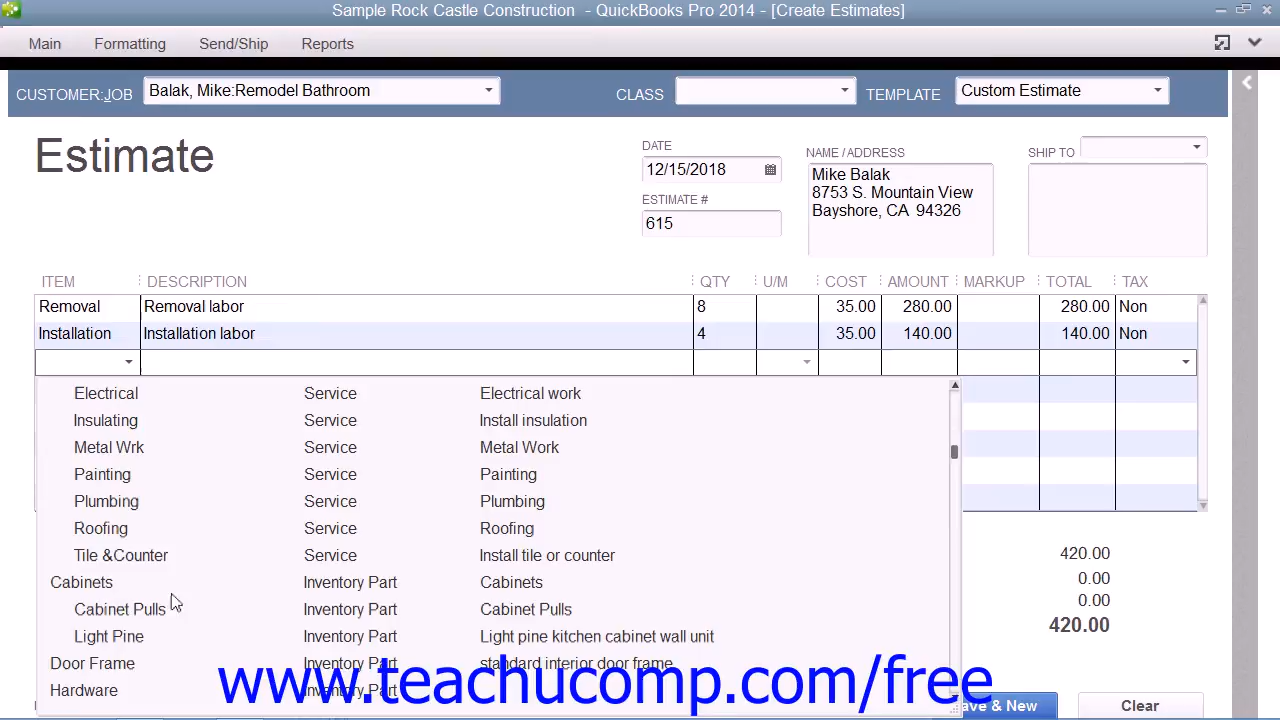 Sample Rock Castle Construction - QuickBooks Pro 2014 - [Create Estimates]
Main Formatting Send/Ship Reports
CUSTOMER:JOB Balak, Mike:Remodel Bathroom CLASS TEMPLATE Custom Estimate
Estimate
DATE
12/15/2018
ESTIMATE #
615
NAME / ADDRESS
Mike Balak
8753 S. Mountain View
Bayshore, CA 94326
SHIP TO
ITEM DESCRIPTION QTY U/M COST AMOUNT MARKUP TOTAL TAX
Removal Removal labor 8 35.00 280.00 280.00 Non
Installation Installation labor 4 35.00 140.00 140.00 Non
Electrical Service Electrical work
Insulating Service Install insulation
Metal Wrk Service Metal Work
Painting Service Painting
Plumbing Service Plumbing
Roofing Service Roofing
Tile &Counter Service Install tile or counter
Cabinets Inventory Part Cabinets
Cabinet Pulls Inventory Part Cabinet Pulls
Light Pine Inventory Part Light pine kitchen cabinet wall unit
Door Frame Inventory Part standard interior door frame
Hardware Inventory Part
420.00
0.00
0.00
420.00
www.teachucomp.com/free
& New Clear